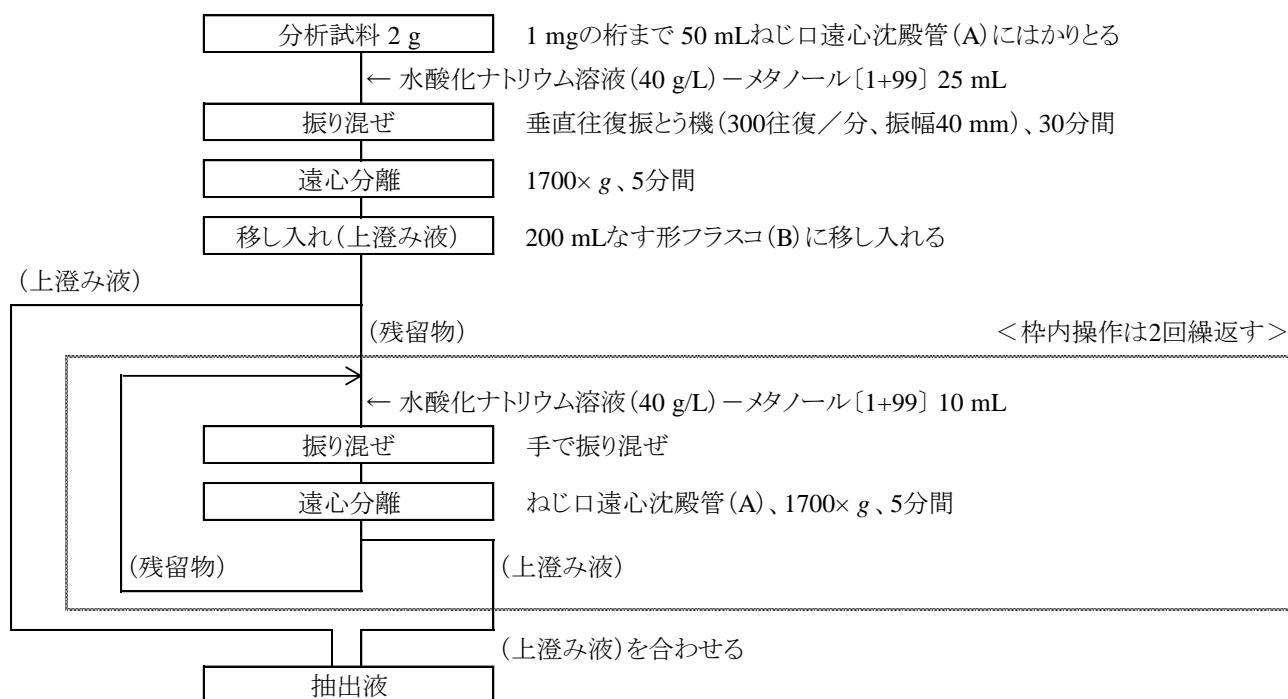 分析試料 2 g 1 mgの桁まで 50 mLねじ口遠心沈殿管(A)にはかりとる
← 水酸化ナトリウム溶液(40 g/L)-メタノール〔1+99〕 25 mL
振り混ぜ 垂直往復振とう機(300往復/分、振幅40 mm)、30分間
遠心分離 1700× g 、5分間
移し入れ(上澄み液) 200 mLなす形フラスコ(B)に移し入れる
(上澄み液)
(残留物) <枠内操作は2回繰返す>
← 水酸化ナトリウム溶液(40 g/L)-メタノール〔1+99〕 10 mL
振り混ぜ 手で振り混ぜ
遠心分離 ねじ口遠心沈殿管(A)、1700× g 、5分間
(残留物) (上澄み液)
(上澄み液)を合わせる
抽出液